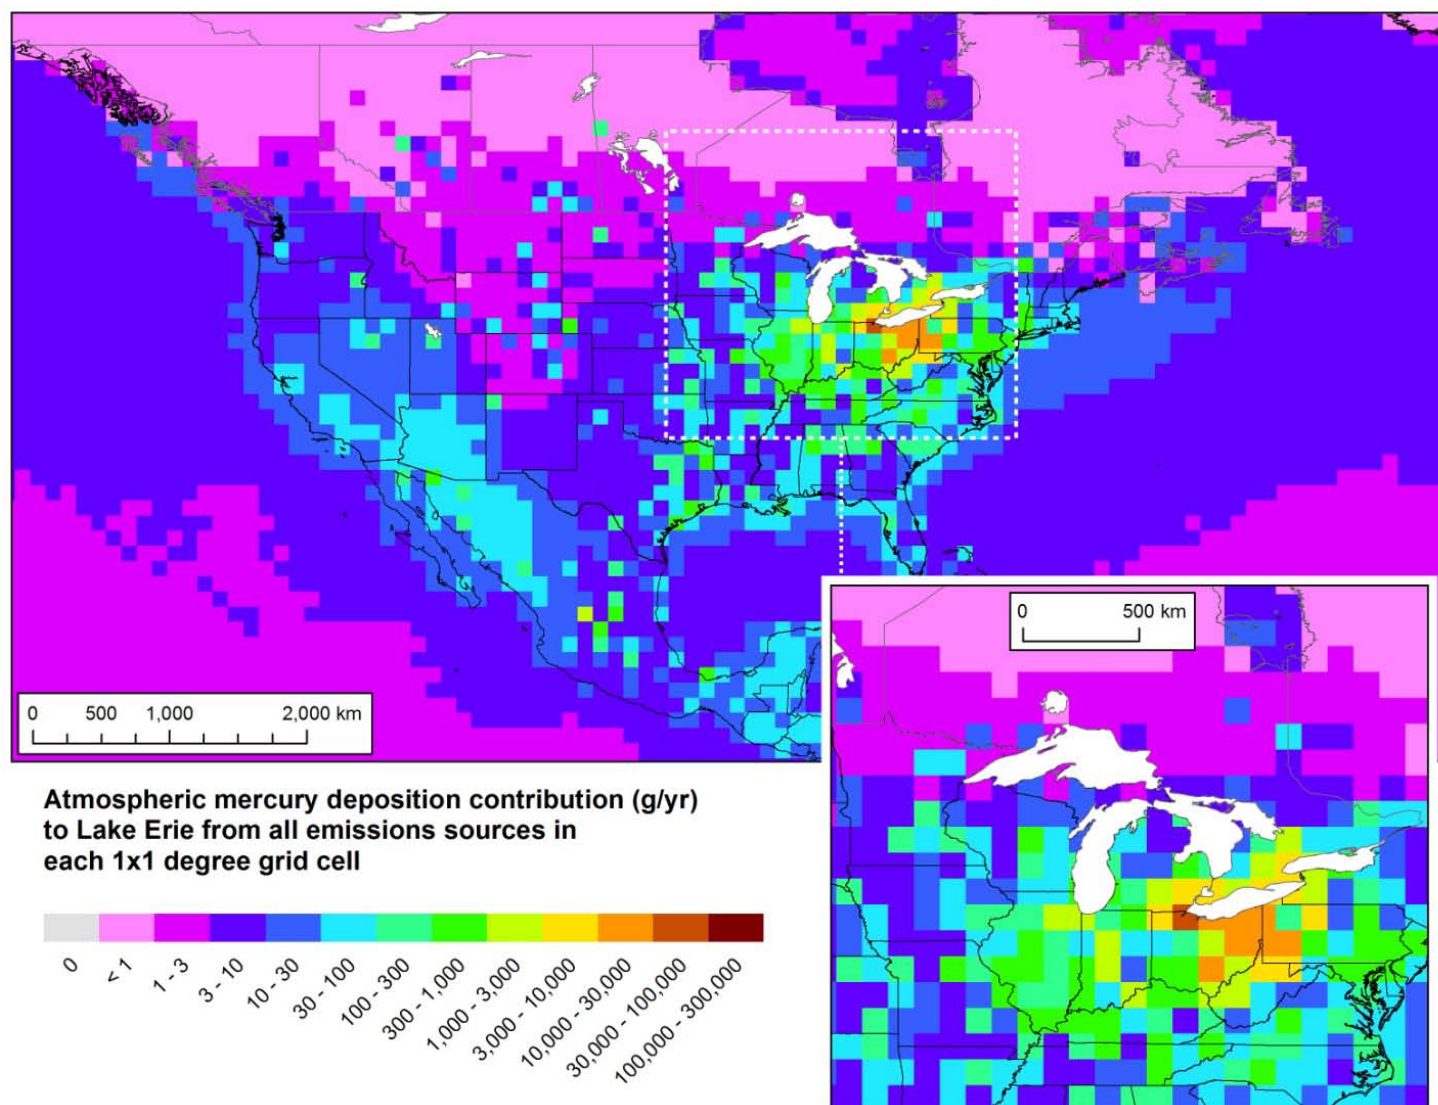 0 500 km
0 500 1,000 2,000 km
Atmospheric mercury deposition contribution (g/yr)
to Lake Erie from all emissions sources in
each 1x1 degree grid cell
0
< 1
1 - 3
3 - 10
10 - 30
30 - 100
100 - 300
300 - 1,000
1,000 - 3,000
3,000 - 10,000
10,000 - 30,000
30,000 - 100,000
100,000 - 300,000